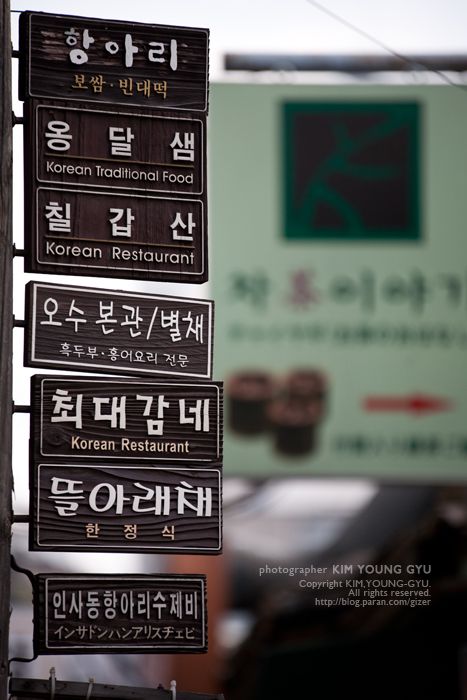 항아리
보쌈·빈대떡
옹달샘
Korean Traditional Food
칠갑산
Korean Restaurant
오수 본관/별채
흑두부·홍어요리 전문
최대감네
Korean Restaurant
뜰아래채
한정식
인사동항아리수제비
インサドンハンアリスチェビ
이야기
photographer KIM YOUNG GYU
Copyright KIM,YOUNG-GYU.
All rights reserved.
http://blog.paran.com/gizer